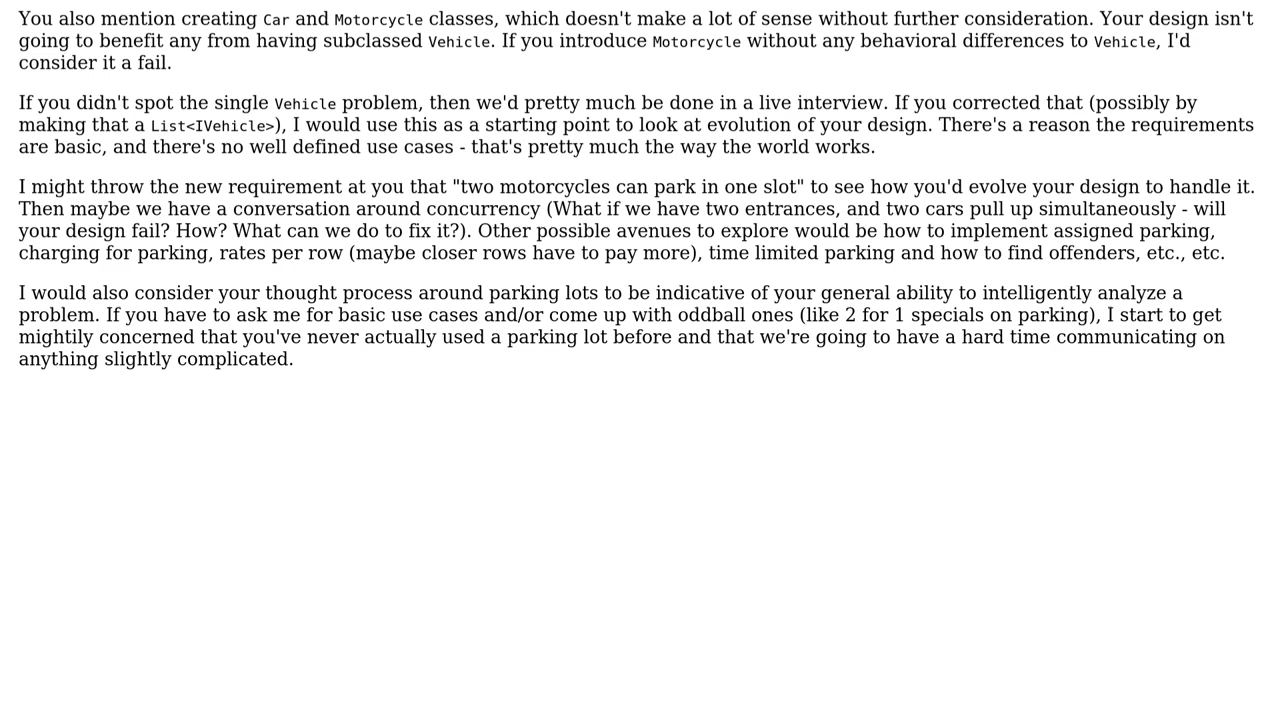 You also mention creating Car and Motorcycle classes, which doesn't make a lot of sense without further consideration. Your design isn't
going to benefit any from having subclassed Vehicle. If you introduce Motorcycle without any behavioral differences to Vehicle, I'd
consider it a fail.
If you didn't spot the single Vehicle problem, then we'd pretty much be done in a live interview. If you corrected that (possibly by
making that a List<IVehicle>), I would use this as a starting point to look at evolution of your design. There's a reason the requirements
are basic, and there's no well defined use cases - that's pretty much the way the world works.
I might throw the new requirement at you that "two motorcycles can park in one slot" to see how you'd evolve your design to handle it.
Then maybe we have a conversation around concurrency (What if we have two entrances, and two cars pull up simultaneously - will
your design fail? How? What can we do to fix it?). Other possible avenues to explore would be how to implement assigned parking,
charging for parking, rates per row (maybe closer rows have to pay more), time limited parking and how to find offenders, etc., etc.
I would also consider your thought process around parking lots to be indicative of your general ability to intelligently analyze a
problem. If you have to ask me for basic use cases and/or come up with oddball ones (like 2 for 1 specials on parking), I start to get
mightily concerned that you've never actually used a parking lot before and that we're going to have a hard time communicating on
anything slightly complicated.